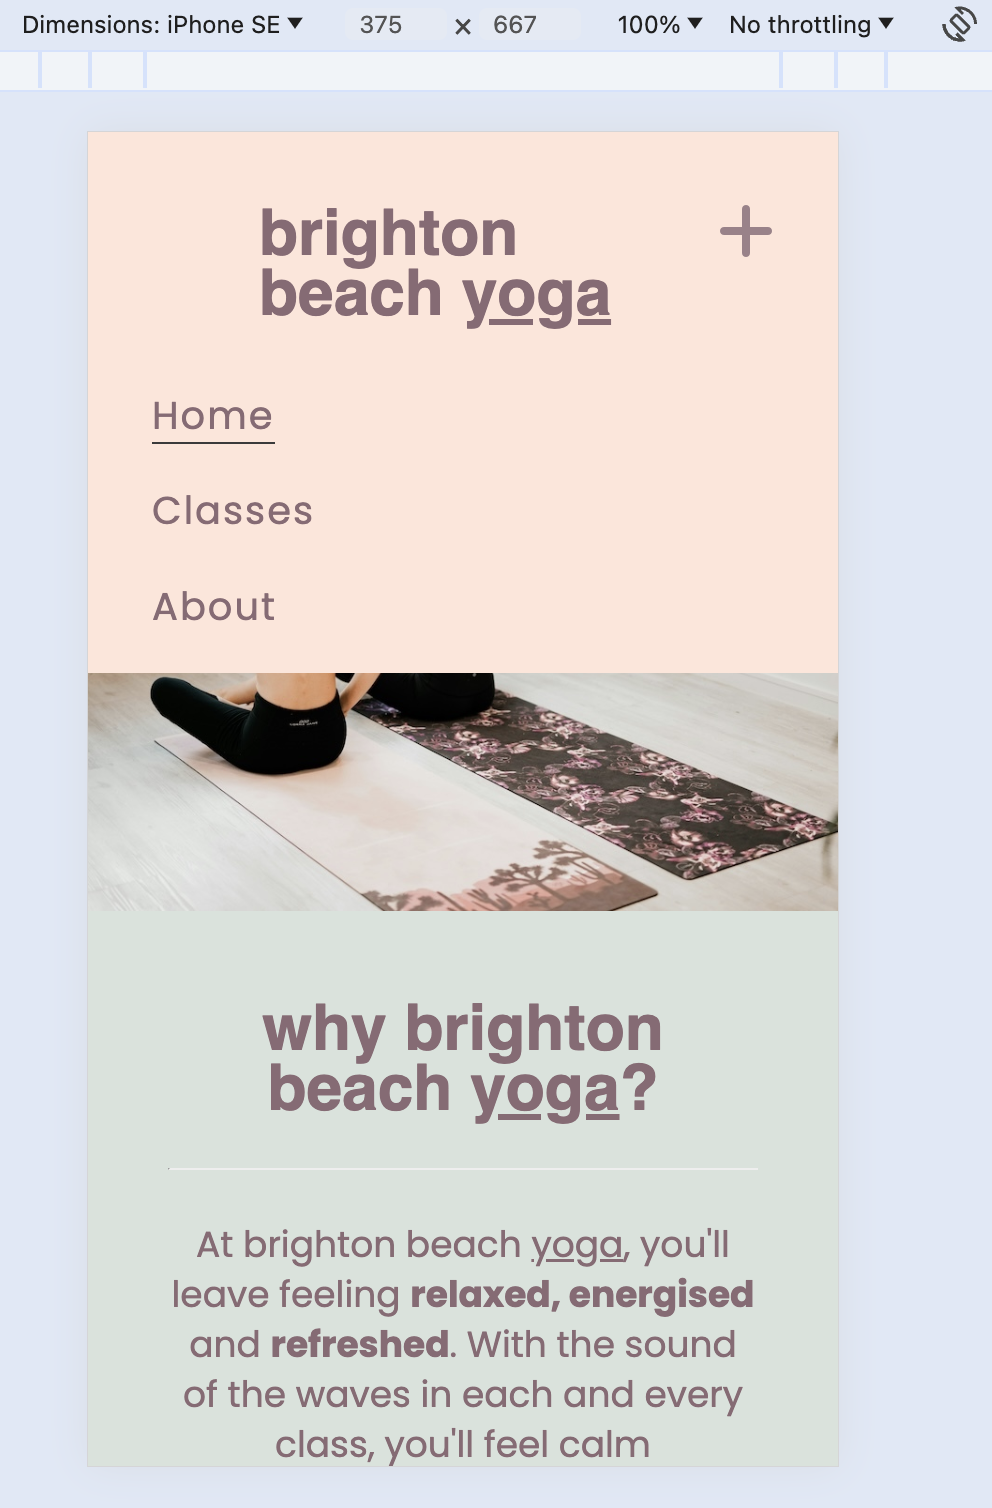 Dimensions: iPhone SE ▼ 375 × 667 100% ▼ No throttling ▼
brighton
beach yoga
Home
Classes
About
why brighton
beach yoga?
At brighton beach yoga, you'll
leave feeling relaxed, energised
and refreshed. With the sound
of the waves in each and every
class, you'll feel calm